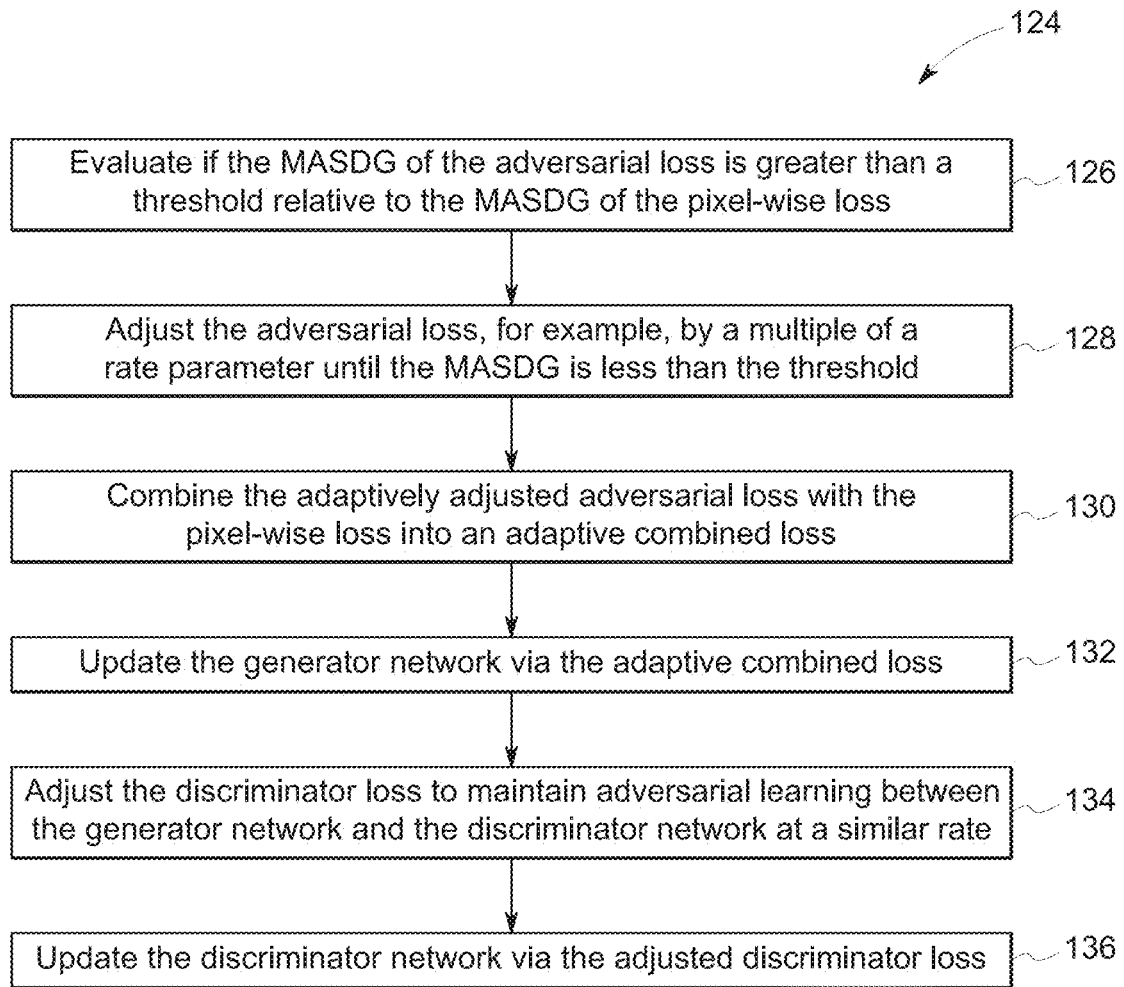 124
Evaluate if the MASDG of the adversarial loss is greater than a
threshold relative to the MASDG of the pixel-wise loss
126
Adjust the adversarial loss, for example, by a multiple of a
rate parameter until the MASDG is less than the threshold
128
Combine the adaptively adjusted adversarial loss with the
pixel-wise loss into an adaptive combined loss
130
Update the generator network via the adaptive combined loss
132
Adjust the discriminator loss to maintain adversarial learning between
the generator network and the discriminator network at a similar rate
134
Update the discriminator network via the adjusted discriminator loss
136